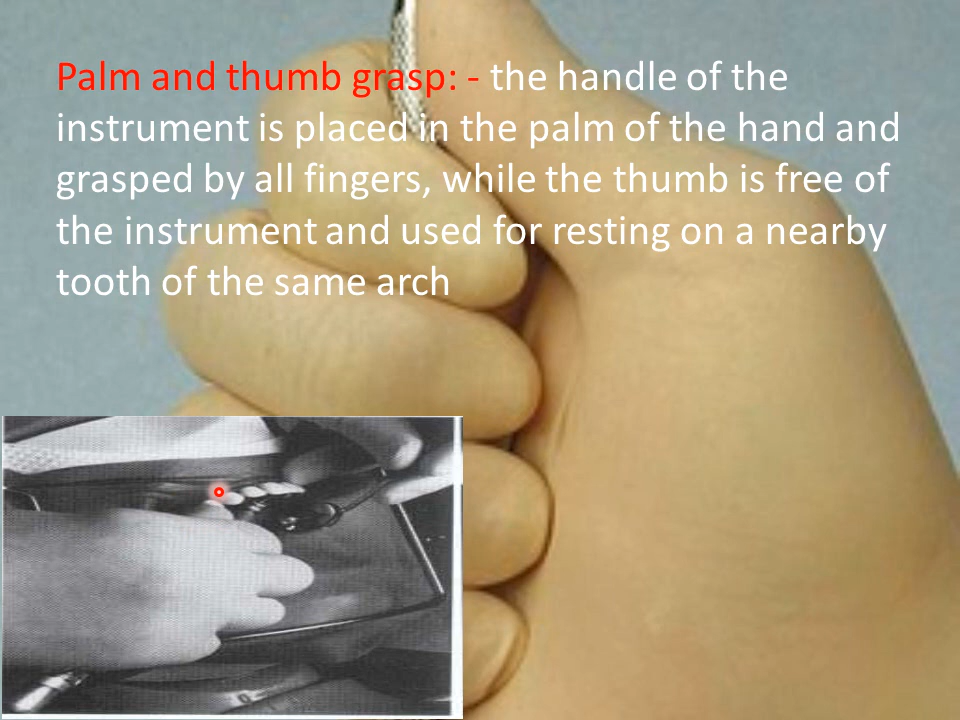 Palm and thumb grasp: - the handle of the
instrument is placed in the palm of the hand and
grasped by all fingers, while the thumb is free of
the instrument and used for resting on a nearby
tooth of the same arch